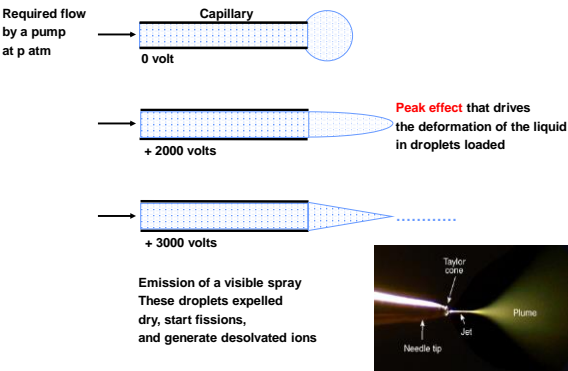 Required flow
by a pump
at p atm
Capillary
0 volt
Peak effect that drives
the deformation of the liquid
in droplets loaded
+ 2000 volts
+ 3000 volts
Emission of a visible spray
These droplets expelled
dry, start fissions,
and generate desolvated ions
Taylor
cone
Plume
Jet
Needle tip